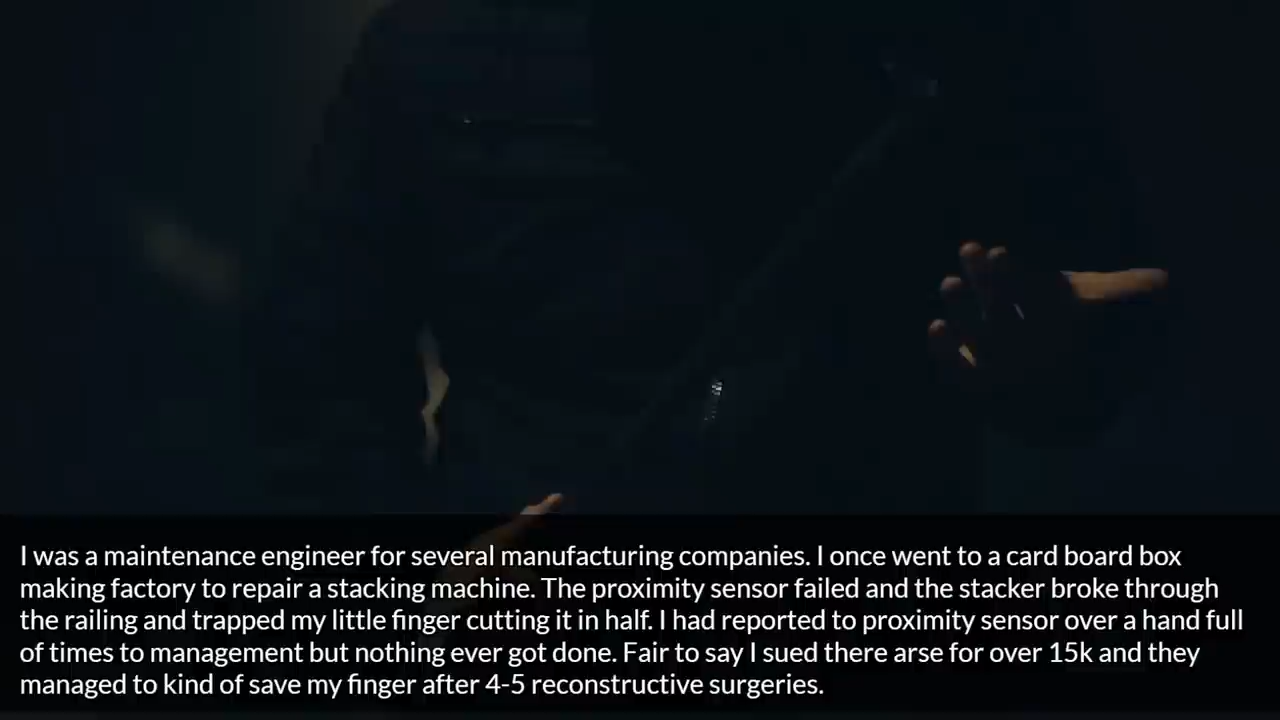 I was a maintenance engineer for several manufacturing companies. I once went to a card board box
making factory to repair a stacking machine. The proximity sensor failed and the stacker broke through
the railing and trapped my little finger cutting it in half. I had reported to proximity sensor over a hand full
of times to management but nothing ever got done. Fair to say I sued there arse for over 15k and they
managed to kind of save my finger after 4-5 reconstructive surgeries.